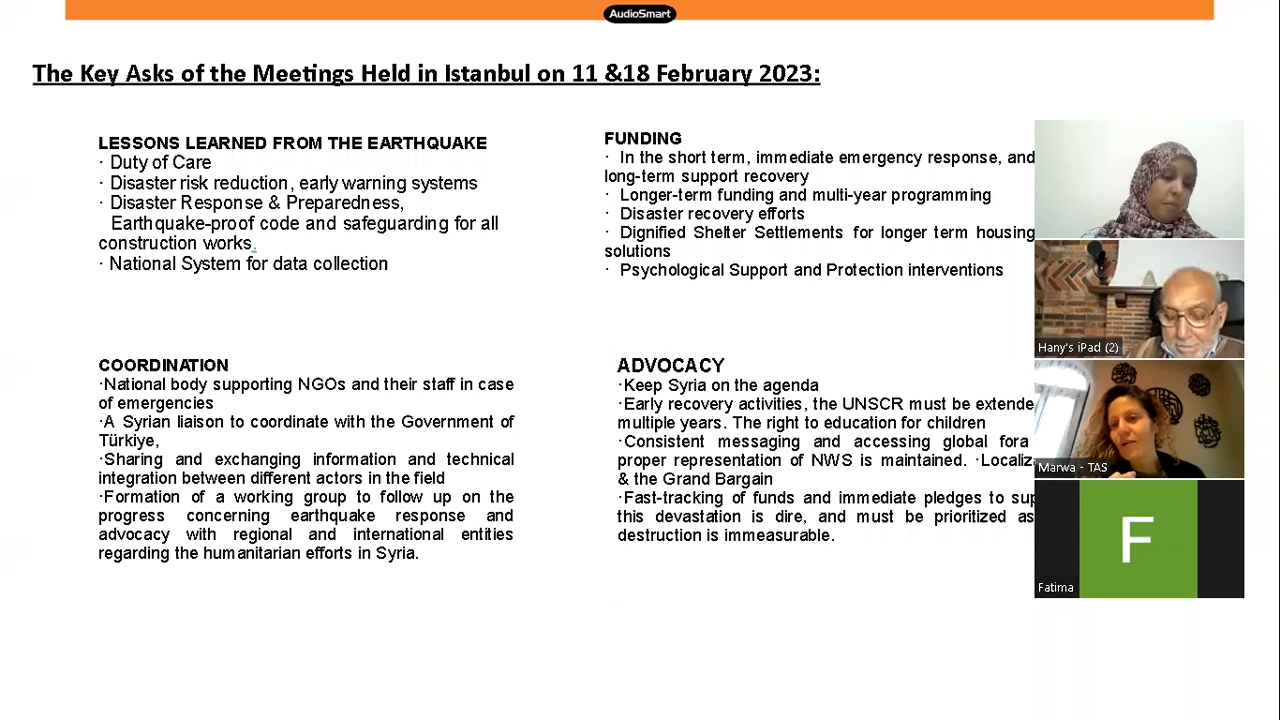 AudioSmart
The Key Asks of the Meetings Held in Istanbul on 11 &18 February 2023:
LESSONS LEARNED FROM THE EARTHQUAKE
· Duty of Care
· Disaster risk reduction, early warning systems
· Disaster Response & Preparedness,
Earthquake-proof code and safeguarding for all
construction works.
· National System for data collection
FUNDING
· In the short term, immediate emergency response, and
long-term support recovery
· Longer-term funding and multi-year programming
· Disaster recovery efforts
· Dignified Shelter Settlements for longer term housing
solutions
· Psychological Support and Protection interventions
COORDINATION
·National body supporting NGOs and their staff in case
of emergencies
·A Syrian liaison to coordinate with the Government of
Türkiye,
·Sharing and exchanging information and technical
integration between different actors in the field
·Formation of a working group to follow up on the
progress concerning earthquake response and
advocacy with regional and international entities
regarding the humanitarian efforts in Syria.
ADVOCACY
·Keep Syria on the agenda
·Early recovery activities, the UNSCR must be extende
multiple years. The right to education for children
·Consistent messaging and accessing global fora
proper representation of NWS is maintained. ·Localiz
& the Grand Bargain
·Fast-tracking of funds and immediate pledges to sup
this devastation is dire, and must be prioritized as
destruction is immeasurable.
Hany's iPad (2)
Marwa - TAS
F
Fatima